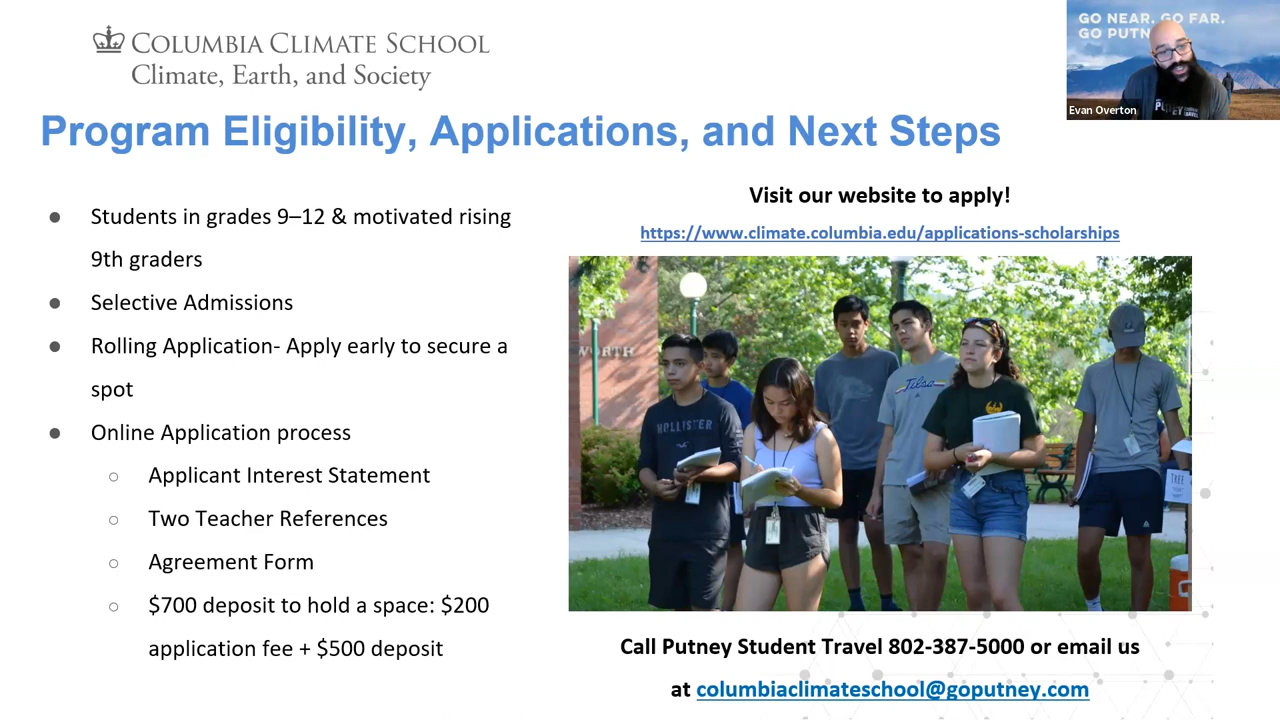 COLUMBIA CLIMATE SCHOOL
Climate, Earth, and Society
GO NEAR. GO FAR.
GO PUTN
Evan Overton
Program Eligibility, Applications, and Next Steps
● Students in grades 9–12 & motivated rising
9th graders
● Selective Admissions
● Rolling Application- Apply early to secure a
spot
● Online Application process
○ Applicant Interest Statement
○ Two Teacher References
○ Agreement Form
○ $700 deposit to hold a space: $200
application fee + $500 deposit
Visit our website to apply!
https://www.climate.columbia.edu/applications-scholarships
WORTH
HOLLISTER
Tulsa
TREE
Call Putney Student Travel 802-387-5000 or email us
at columbiaclimateschool@goputney.com